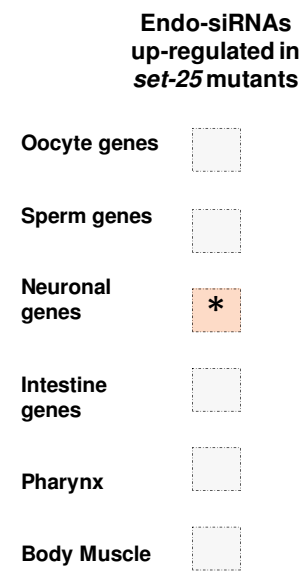 Endo-siRNAs
up-regulated in
set-25 mutants
Oocyte genes
Sperm genes
Neuronal
genes
*
Intestine
genes
Pharynx
Body Muscle